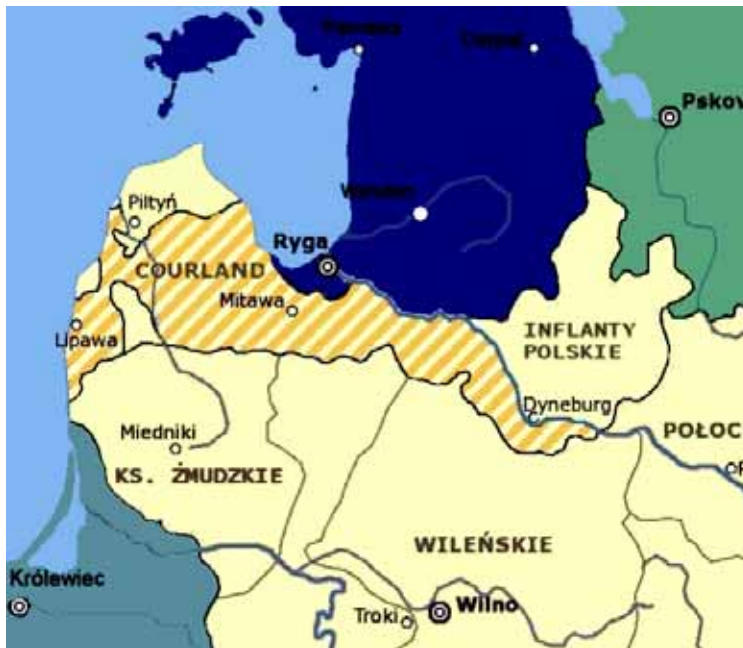 Pskov
Piltyń
Ryga
COURLAND
Mitawa
Lipawa
INFLANTY
POLSKIE
Dyneburg
Miedniki
POŁOC
KS. ŻMUDZKIE
WILEŃSKIE
Królewiec
Troki
Wilno